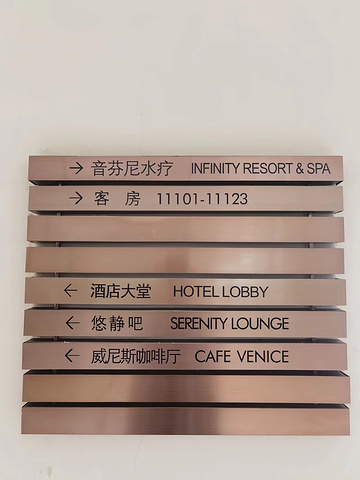 → 音芬尼水疗 INFINITY RESORT & SPA
→ 客 房 11101-11123
← 酒店大堂 HOTEL LOBBY
← 悠静吧 SERENITY LOUNGE
← 威尼斯咖啡厅 CAFE VENICE